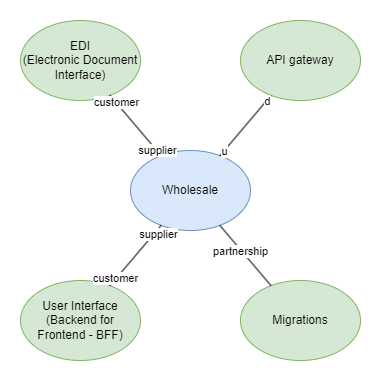 EDI
(Electronic Document
Interface)
API gateway
customer
d
supplier
u
Wholesale
supplier
partnership
customer
User Interface
(Backend for
Frontend - BFF)
Migrations